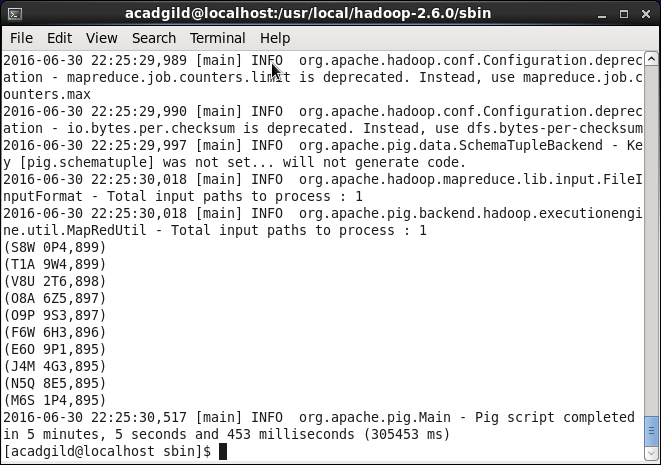 acadgild@localhost:/usr/local/hadoop-2.6.0/sbin
File Edit View Search Terminal Help
2016-06-30 22:25:29,989 [main] INFO  org.apache.hadoop.conf.Configuration.deprec
ation - mapreduce.job.counters.limit is deprecated. Instead, use mapreduce.job.c
ounters.max
2016-06-30 22:25:29,990 [main] INFO  org.apache.hadoop.conf.Configuration.deprec
ation - io.bytes.per.checksum is deprecated. Instead, use dfs.bytes-per-checksum
2016-06-30 22:25:29,997 [main] INFO  org.apache.pig.data.SchemaTupleBackend - Ke
y [pig.schematuple] was not set... will not generate code.
2016-06-30 22:25:30,018 [main] INFO  org.apache.hadoop.mapreduce.lib.input.FileI
nputFormat - Total input paths to process : 1
2016-06-30 22:25:30,018 [main] INFO  org.apache.pig.backend.hadoop.executionengi
ne.util.MapRedUtil - Total input paths to process : 1
(S8W 0P4,899)
(T1A 9W4,899)
(V8U 2T6,898)
(O8A 6Z5,897)
(O9P 9S3,897)
(F6W 6H3,896)
(E6O 9P1,895)
(J4M 4G3,895)
(N5Q 8E5,895)
(M6S 1P4,895)
2016-06-30 22:25:30,517 [main] INFO  org.apache.pig.Main - Pig script completed
in 5 minutes, 5 seconds and 453 milliseconds (305453 ms)
[acadgild@localhost sbin]$